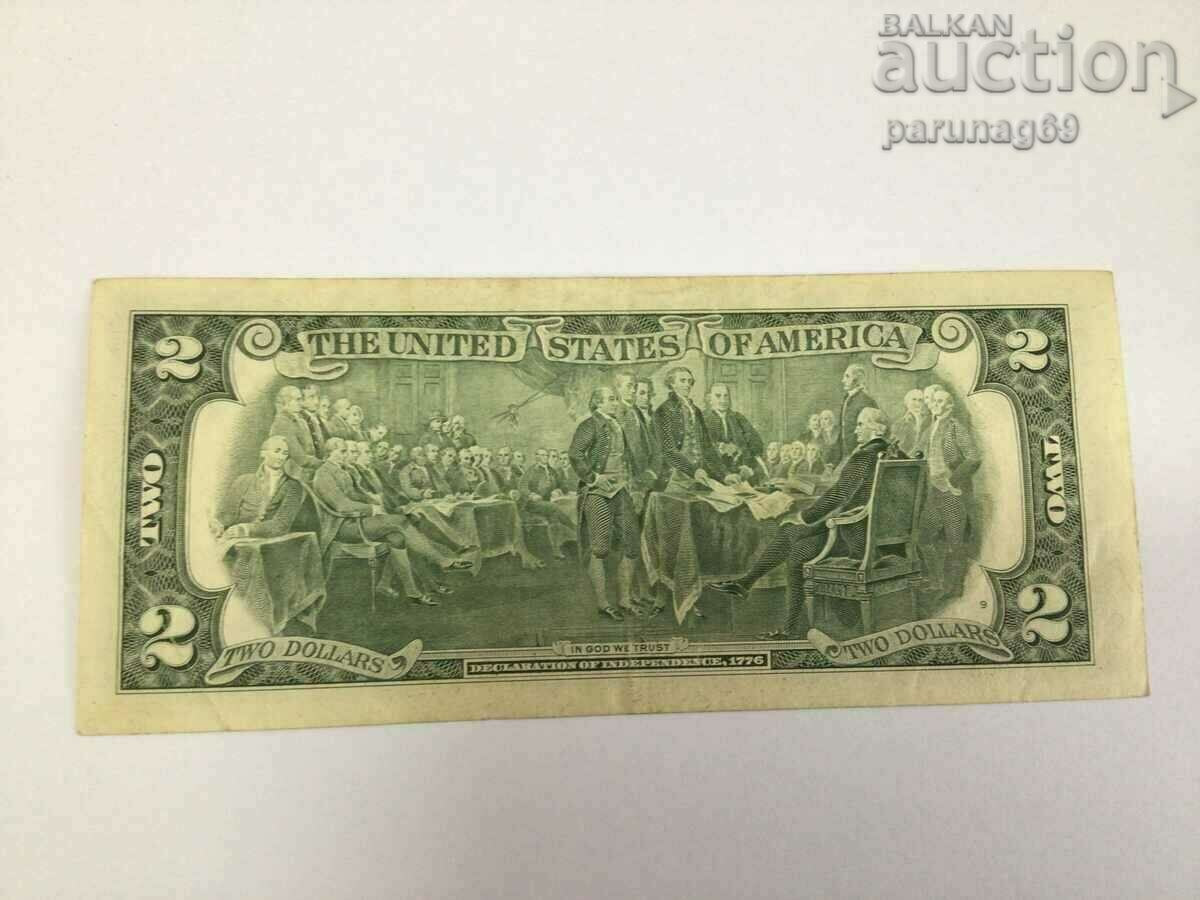 BALKAN
auction
parunag69
THE UNITED STATES OF AMERICA
2
2
TWO
TWO
2
2
9
TWO DOLLARS
IN GOD WE TRUST
TWO DOLLARS
DECLARATION OF INDEPENDENCE, 1776